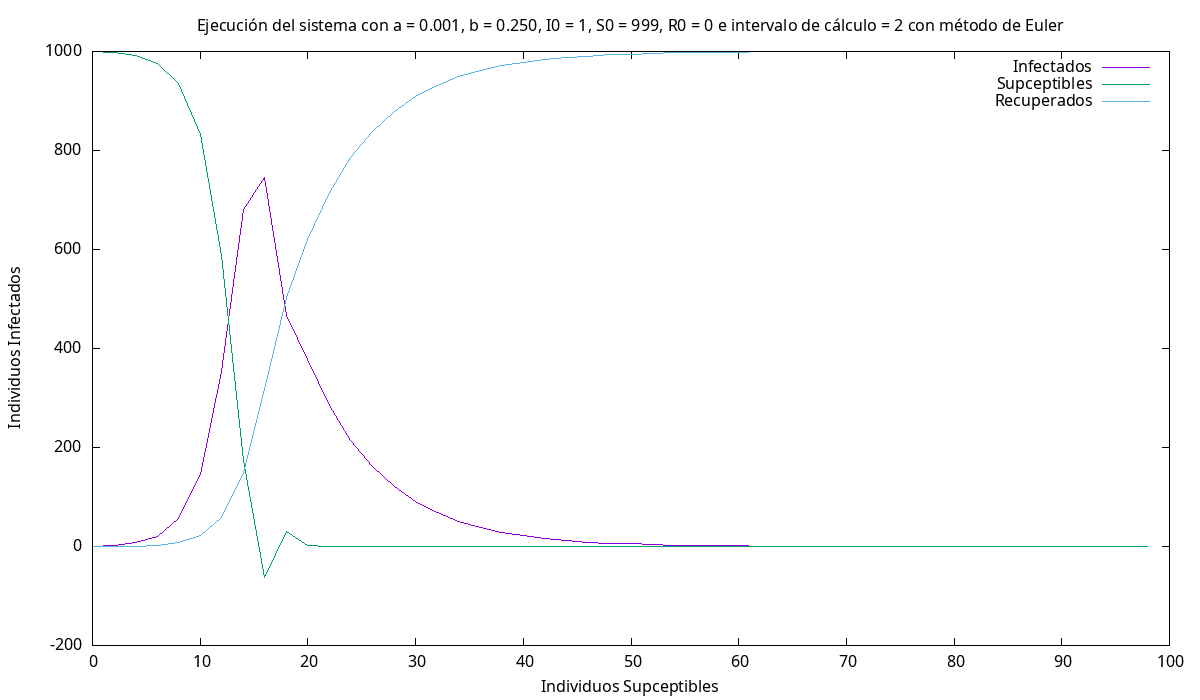 Ejecución del sistema con a = 0.001, b = 0.250, I0 = 1, S0 = 999, R0 = 0 e intervalo de cálculo = 2 con método de Euler
Infectados
Supceptibles
Recuperados
1000
800
600
400
200
0
-200
Individuos Infectados
0 10 20 30 40 50 60 70 80 90 100
Individuos Supceptibles